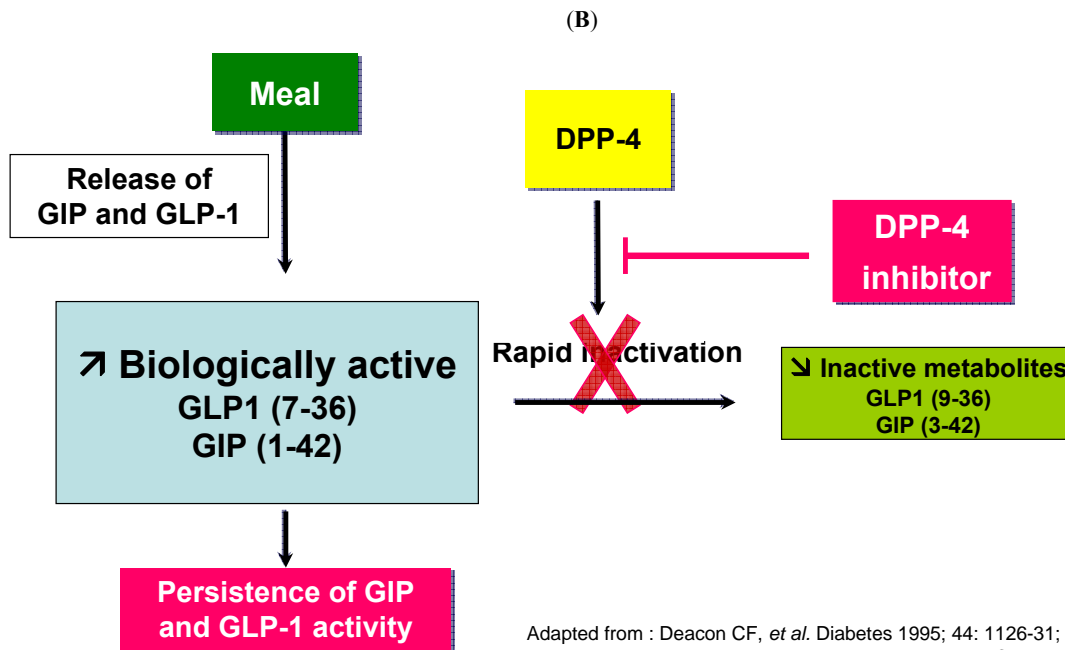 (B)
Meal
DPP-4
Release of
GIP and GLP-1
DPP-4
inhibitor
↗ Biologically active
GLP1 (7-36)
GIP (1-42)
Rapid inactivation
↘ Inactive metabolites
GLP1 (9-36)
GIP (3-42)
Persistence of GIP
and GLP-1 activity
Adapted from : Deacon CF, et al. Diabetes 1995; 44: 1126-31;